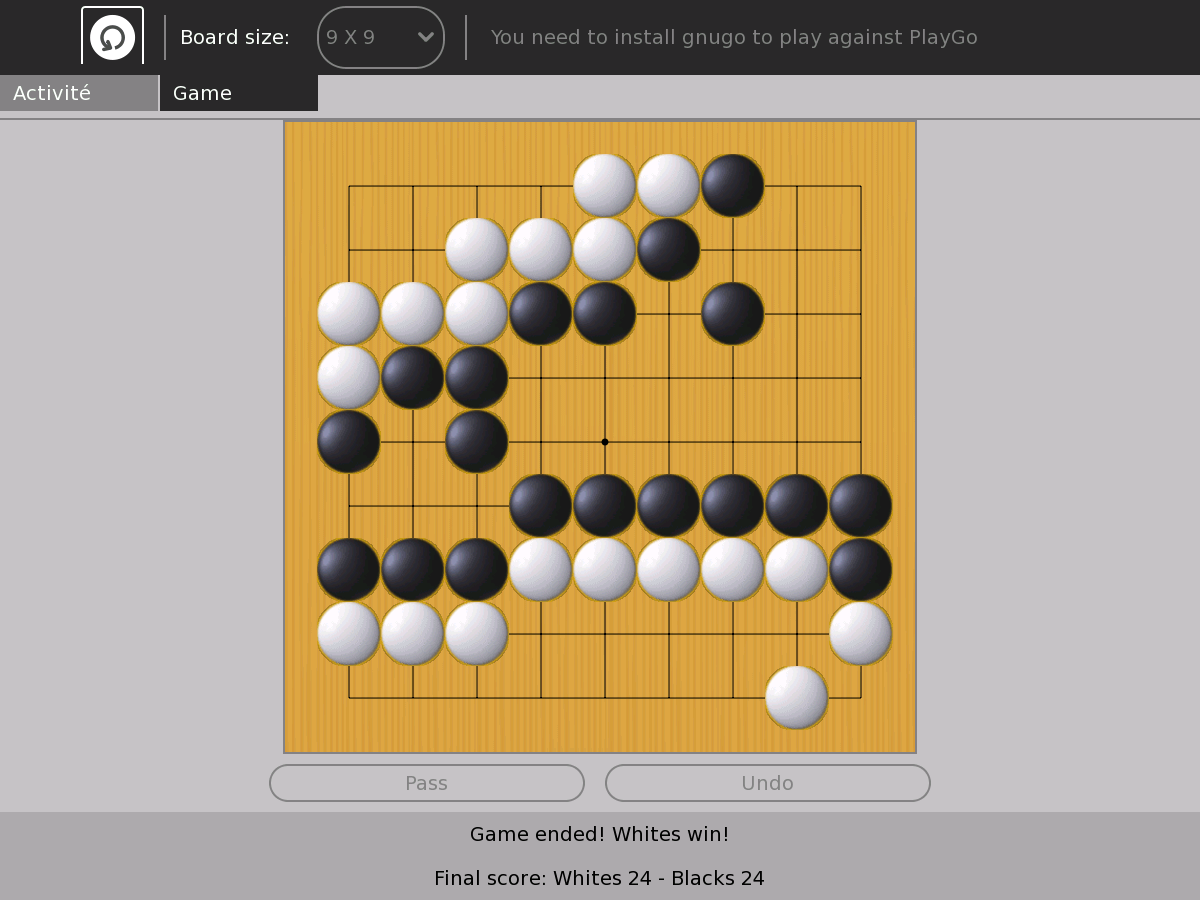 Board size:
9 X 9
You need to install gnugo to play against PlayGo
Activité
Game
Pass
Undo
Game ended! Whites win!
Final score: Whites 24 - Blacks 24